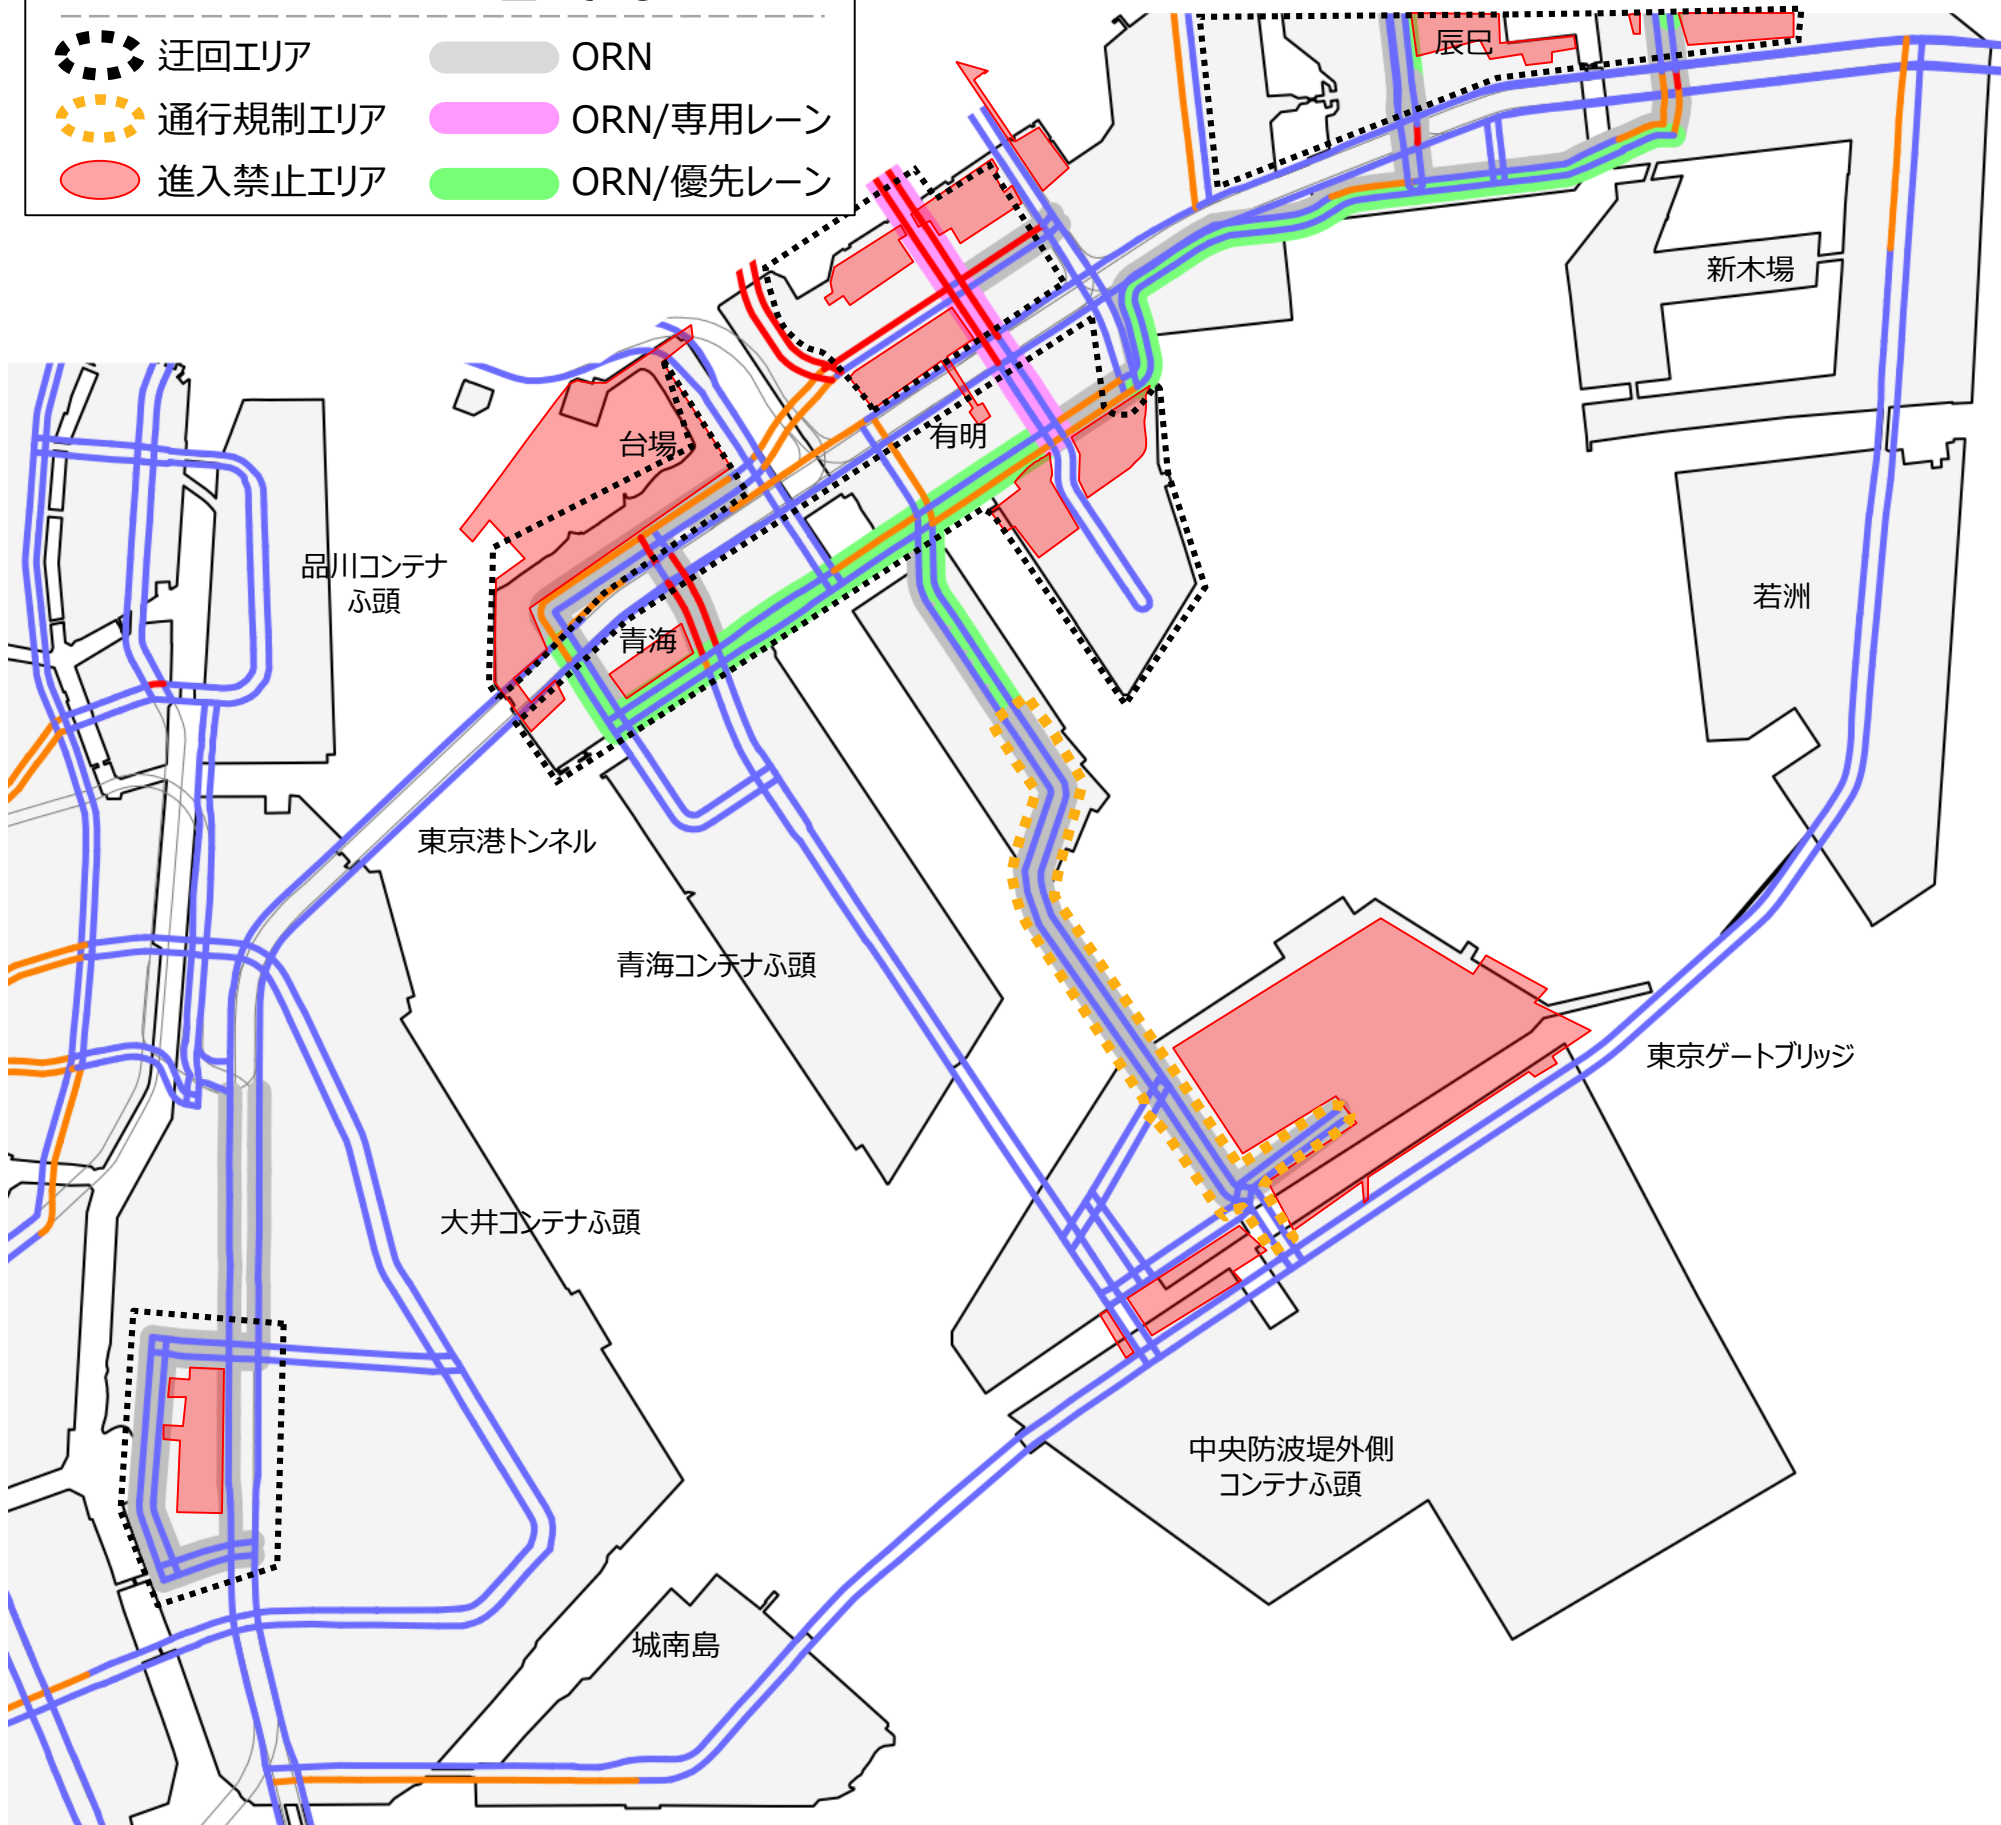 迂回エリア
ORN
通行規制エリア
ORN/専用レーン
進入禁止エリア
ORN/優先レーン
辰巳
新木場
台場
有明
品川コンテナ
ふ頭
青海
若洲
東京港トンネル
青海コンテナふ頭
東京ゲートブリッジ
大井コンテナふ頭
中央防波堤外側
コンテナふ頭
城南島